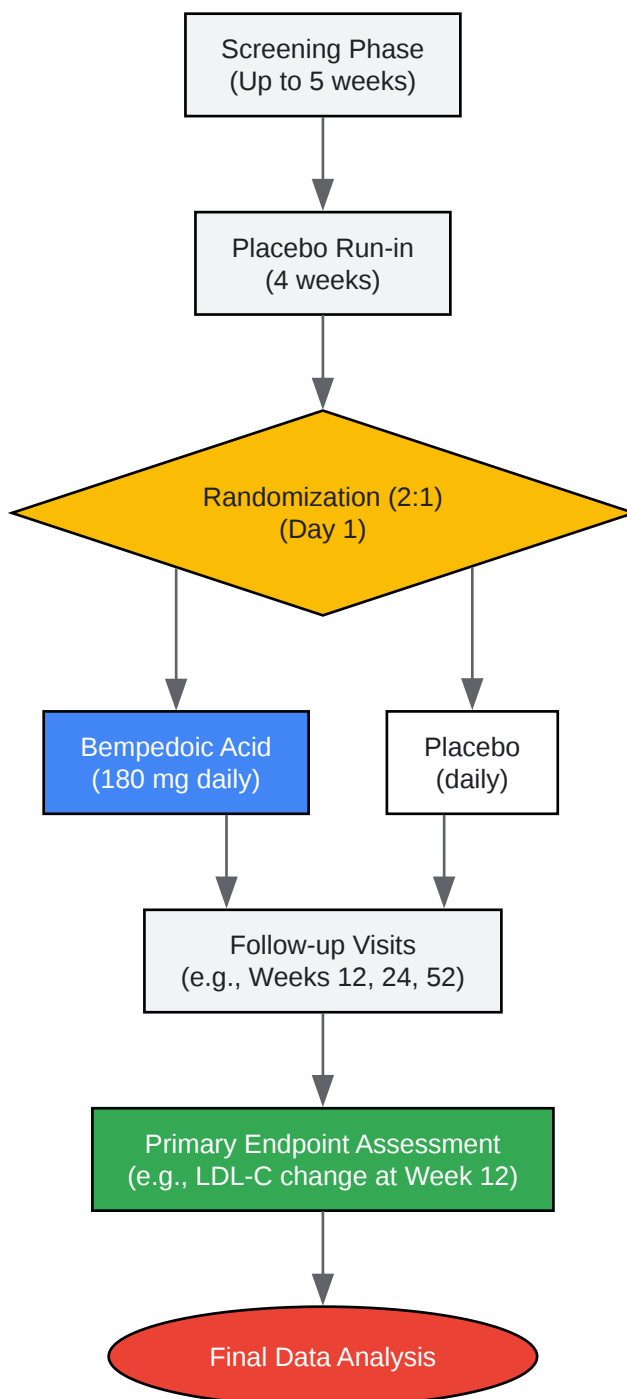 Screening Phase
(Up to 5 weeks)
Placebo Run-in
(4 weeks)
Randomization (2:1)
(Day 1)
Bempedoic Acid
(180 mg daily)
Placebo
(daily)
Follow-up Visits
(e.g., Weeks 12, 24, 52)
Primary Endpoint Assessment
(e.g., LDL-C change at Week 12)
Final Data Analysis